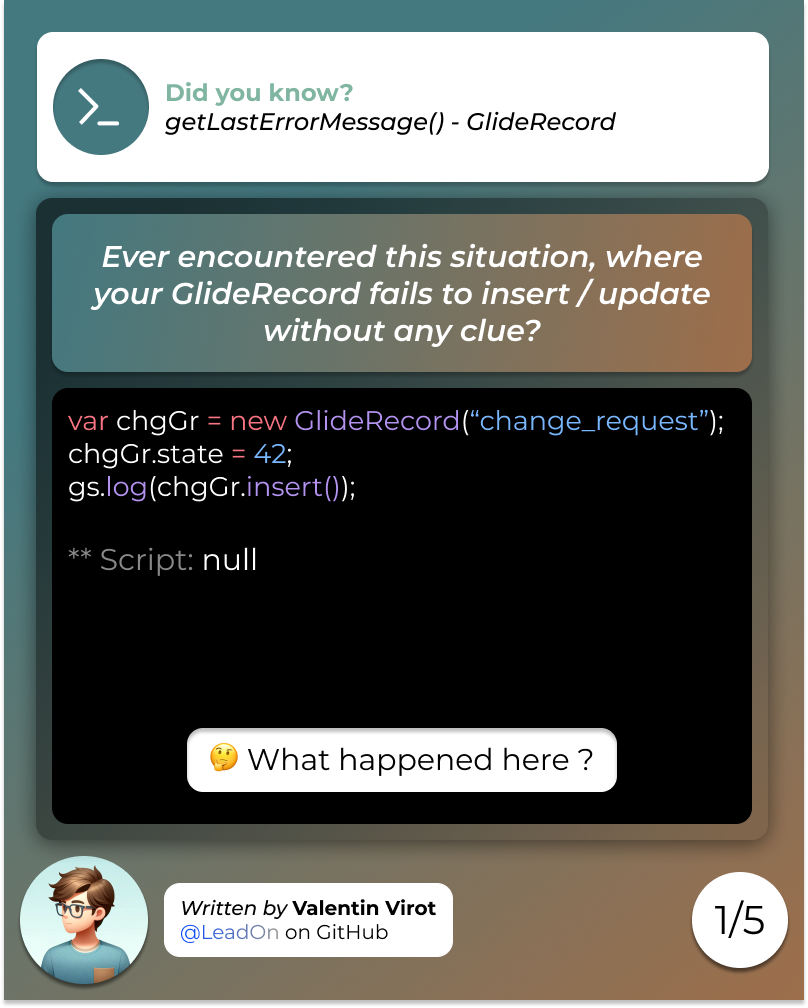 Did you know?
getLastErrorMessage() - GlideRecord
Ever encountered this situation, where
your GlideRecord fails to insert / update
without any clue?
var chgGr = new GlideRecord(“change_request”);
chgGr.state = 42;
gs.log(chgGr.insert());
** Script: null
🤔 What happened here ?
Written by Valentin Virot
@LeadOn on GitHub
1/5